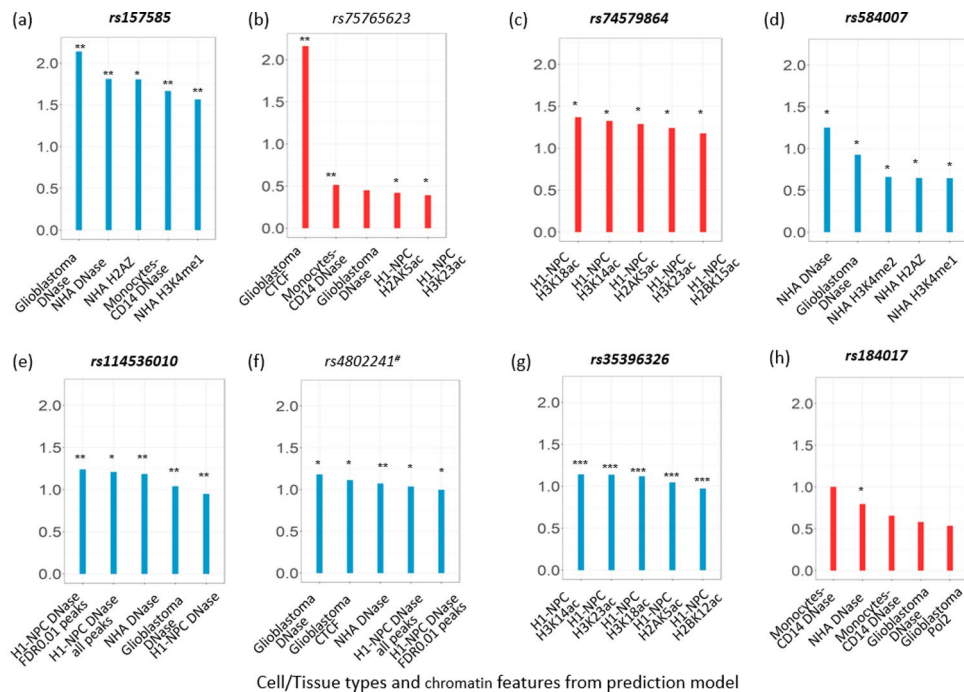 (a) rs157585
2.0
1.5
1.0
0.5
0.0
** ** * ** **
Glioblastoma DNase
NHA DNase
NHA H2AZ
Monocytes-CD14 DNase
NHA H3K4me1
(b) rs75765623
2.0
1.5
1.0
0.5
0.0
** ** * *
Glioblastoma CTCF
Monocytes-CD14 DNase
Glioblastoma DNase
H1-NPC H2AK5ac
H1-NPC H3K23ac
(c) rs74579864
2.0
1.5
1.0
0.5
0.0
* * * * *
H1-NPC H3K18ac
H1-NPC H3K14ac
H1-NPC H2AK5ac
H1-NPC H3K23ac
H1-NPC H2BK15ac
(d) rs584007
2.0
1.5
1.0
0.5
0.0
* * * * *
NHA DNase
Glioblastoma DNase
NHA H3K4me2
NHA H2AZ
NHA H3K4me1
(e) rs114536010
2.0
1.5
1.0
0.5
0.0
** * ** ** **
H1-NPC DNase FDR0.01 peaks
H1-NPC DNase all peaks
NHA DNase
Glioblastoma DNase
H1-NPC DNase
(f) rs4802241#
2.0
1.5
1.0
0.5
0.0
* * ** * *
Glioblastoma DNase
Glioblastoma CTCF
NHA DNase
H1-NPC DNase all peaks
H1-NPC DNase FDR0.01 peaks
(g) rs35396326
2.0
1.5
1.0
0.5
0.0
*** *** *** *** ***
H1-NPC H3K14ac
H1-NPC H3K23ac
H1-NPC H3K18ac
H1-NPC H2AK5ac
H1-NPC H2BK12ac
(h) rs184017
2.0
1.5
1.0
0.5
0.0
*
Monocytes-CD14 DNase
NHA DNase
Monocytes-CD14 DNase
Glioblastoma DNase
Glioblastoma Pol2
Cell/Tissue types and chromatin features from prediction model